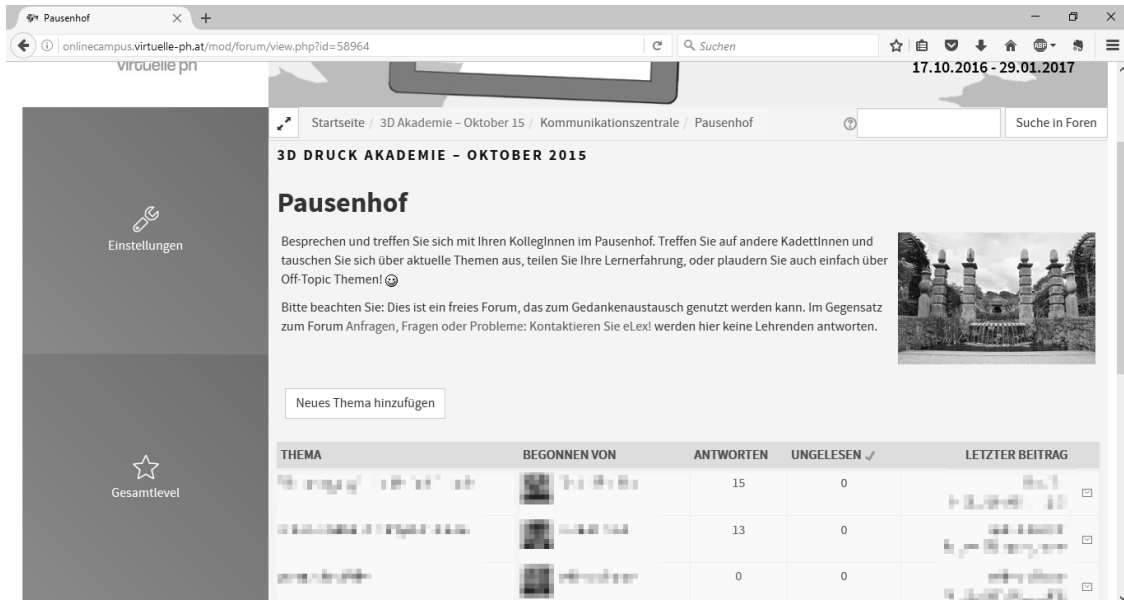 Pausenhof
onlinecampus.virtuelle-ph.at/mod/forum/view.php?id=58964
Suchen
ABP
virtuelle ph
17.10.2016 - 29.01.2017
Startseite / 3D Akademie – Oktober 15 / Kommunikationszentrale / Pausenhof
Suche in Foren
3D DRUCK AKADEMIE – OKTOBER 2015
Pausenhof
Einstellungen
Besprechen und treffen Sie sich mit Ihren KollegInnen im Pausenhof. Treffen Sie auf andere KadettInnen und
tauschen Sie sich über aktuelle Themen aus, teilen Sie Ihre Lernerfahrung, oder plaudern Sie auch einfach über
Off-Topic Themen!
Bitte beachten Sie: Dies ist ein freies Forum, das zum Gedankenaustausch genutzt werden kann. Im Gegensatz
zum Forum Anfragen, Fragen oder Probleme: Kontaktieren Sie eLex! werden hier keine Lehrenden antworten.
Neues Thema hinzufügen
Gesamtlevel
THEMA BEGONNEN VON ANTWORTEN UNGELESEN LETZTER BEITRAG
15 0
13 0
0 0